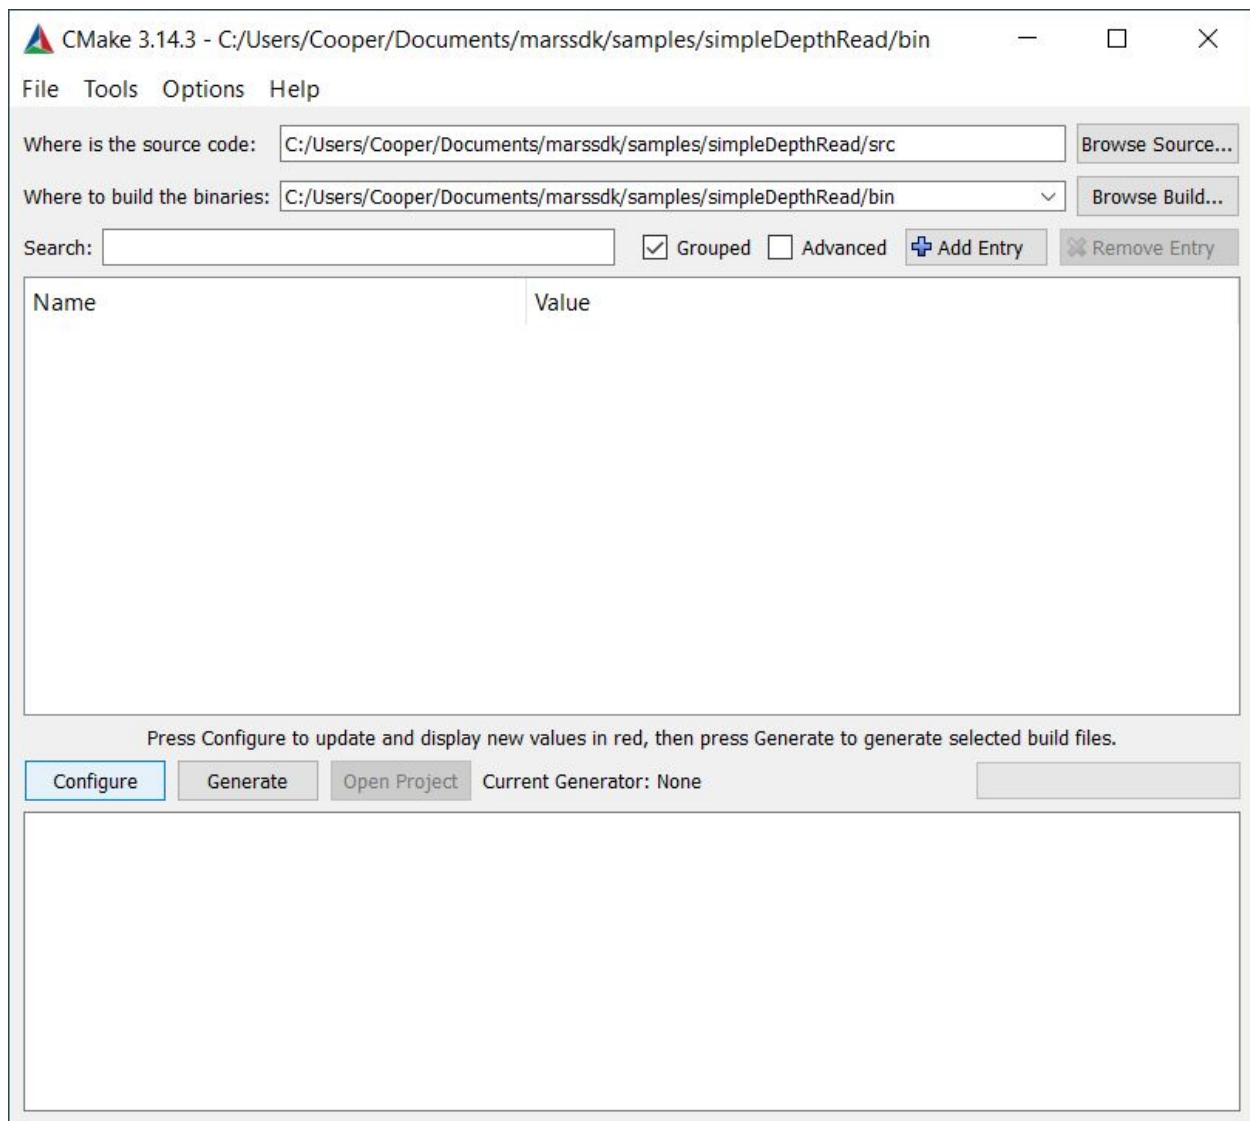 CMake 3.14.3 - C:/Users/Cooper/Documents/marssdk/samples/simpleDepthRead/bin
File Tools Options Help
Where is the source code: C:/Users/Cooper/Documents/marssdk/samples/simpleDepthRead/src Browse Source...
Where to build the binaries: C:/Users/Cooper/Documents/marssdk/samples/simpleDepthRead/bin Browse Build...
Search: Grouped Advanced Add Entry Remove Entry
Name Value
Press Configure to update and display new values in red, then press Generate to generate selected build files.
Configure Generate Open Project Current Generator: None